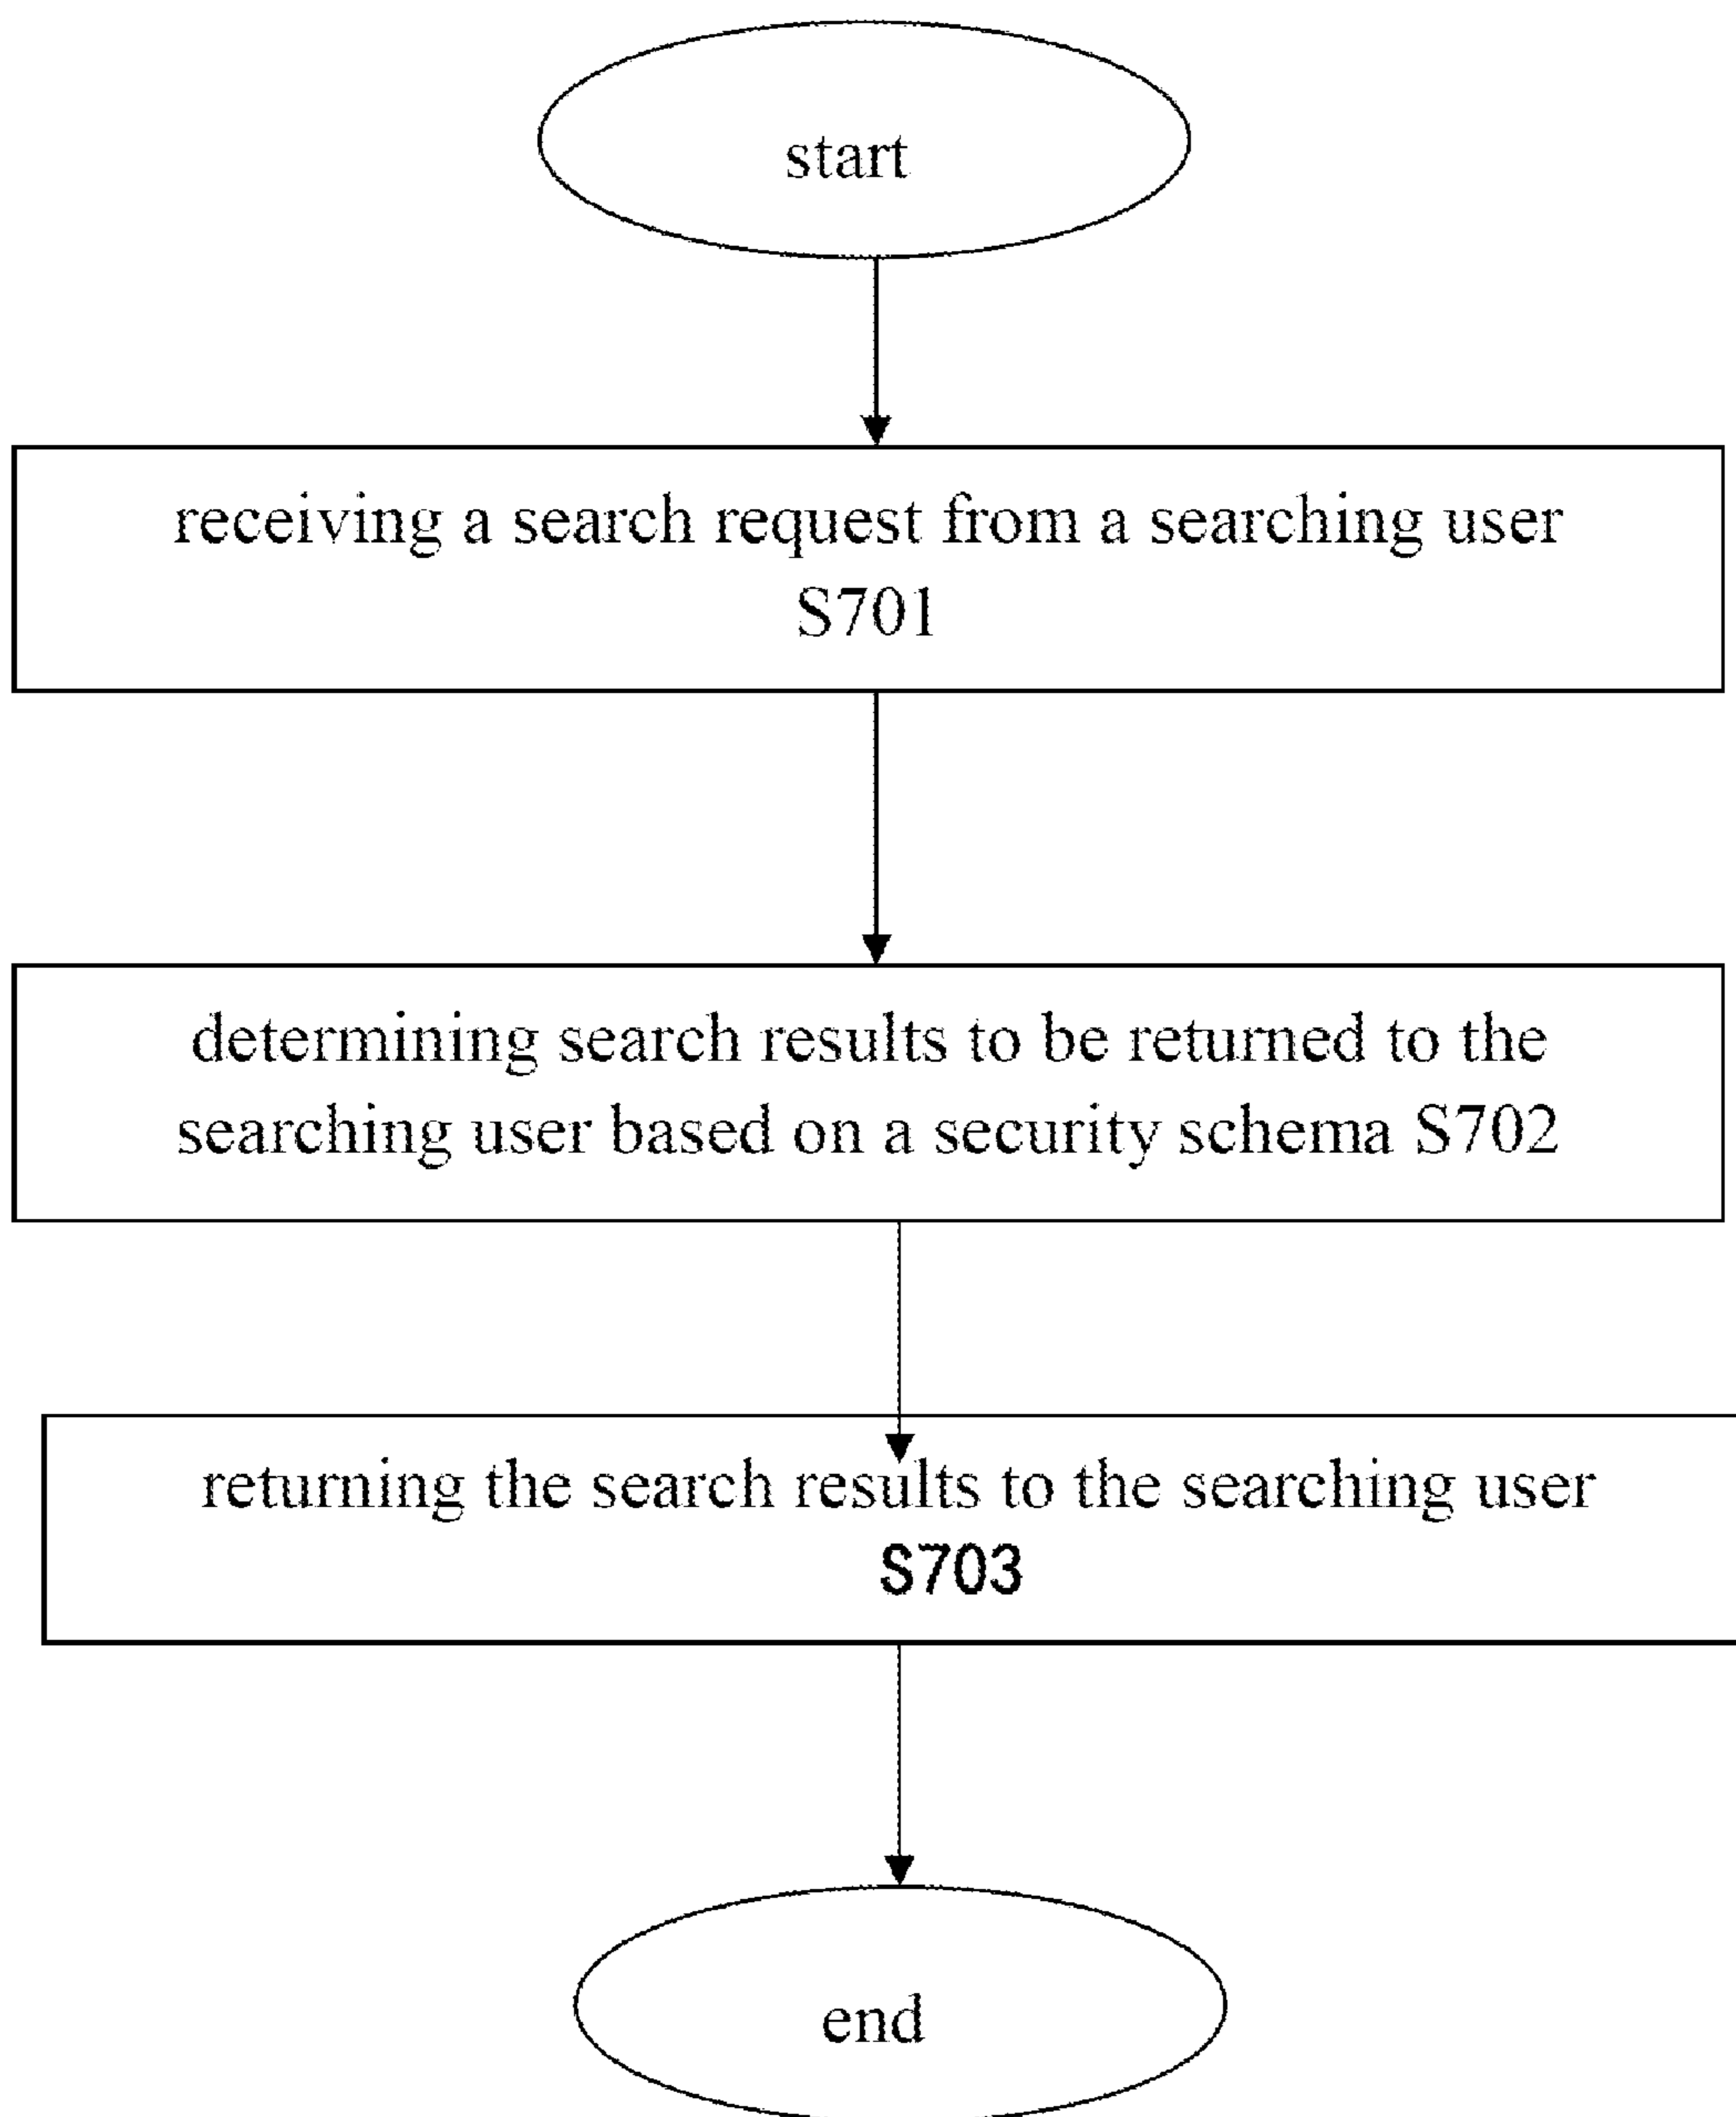 start
receiving a search request from a searching user
S701
determining search results to be returned to the
searching user based on a security schema S702
returning the search results to the searching user
S703
end